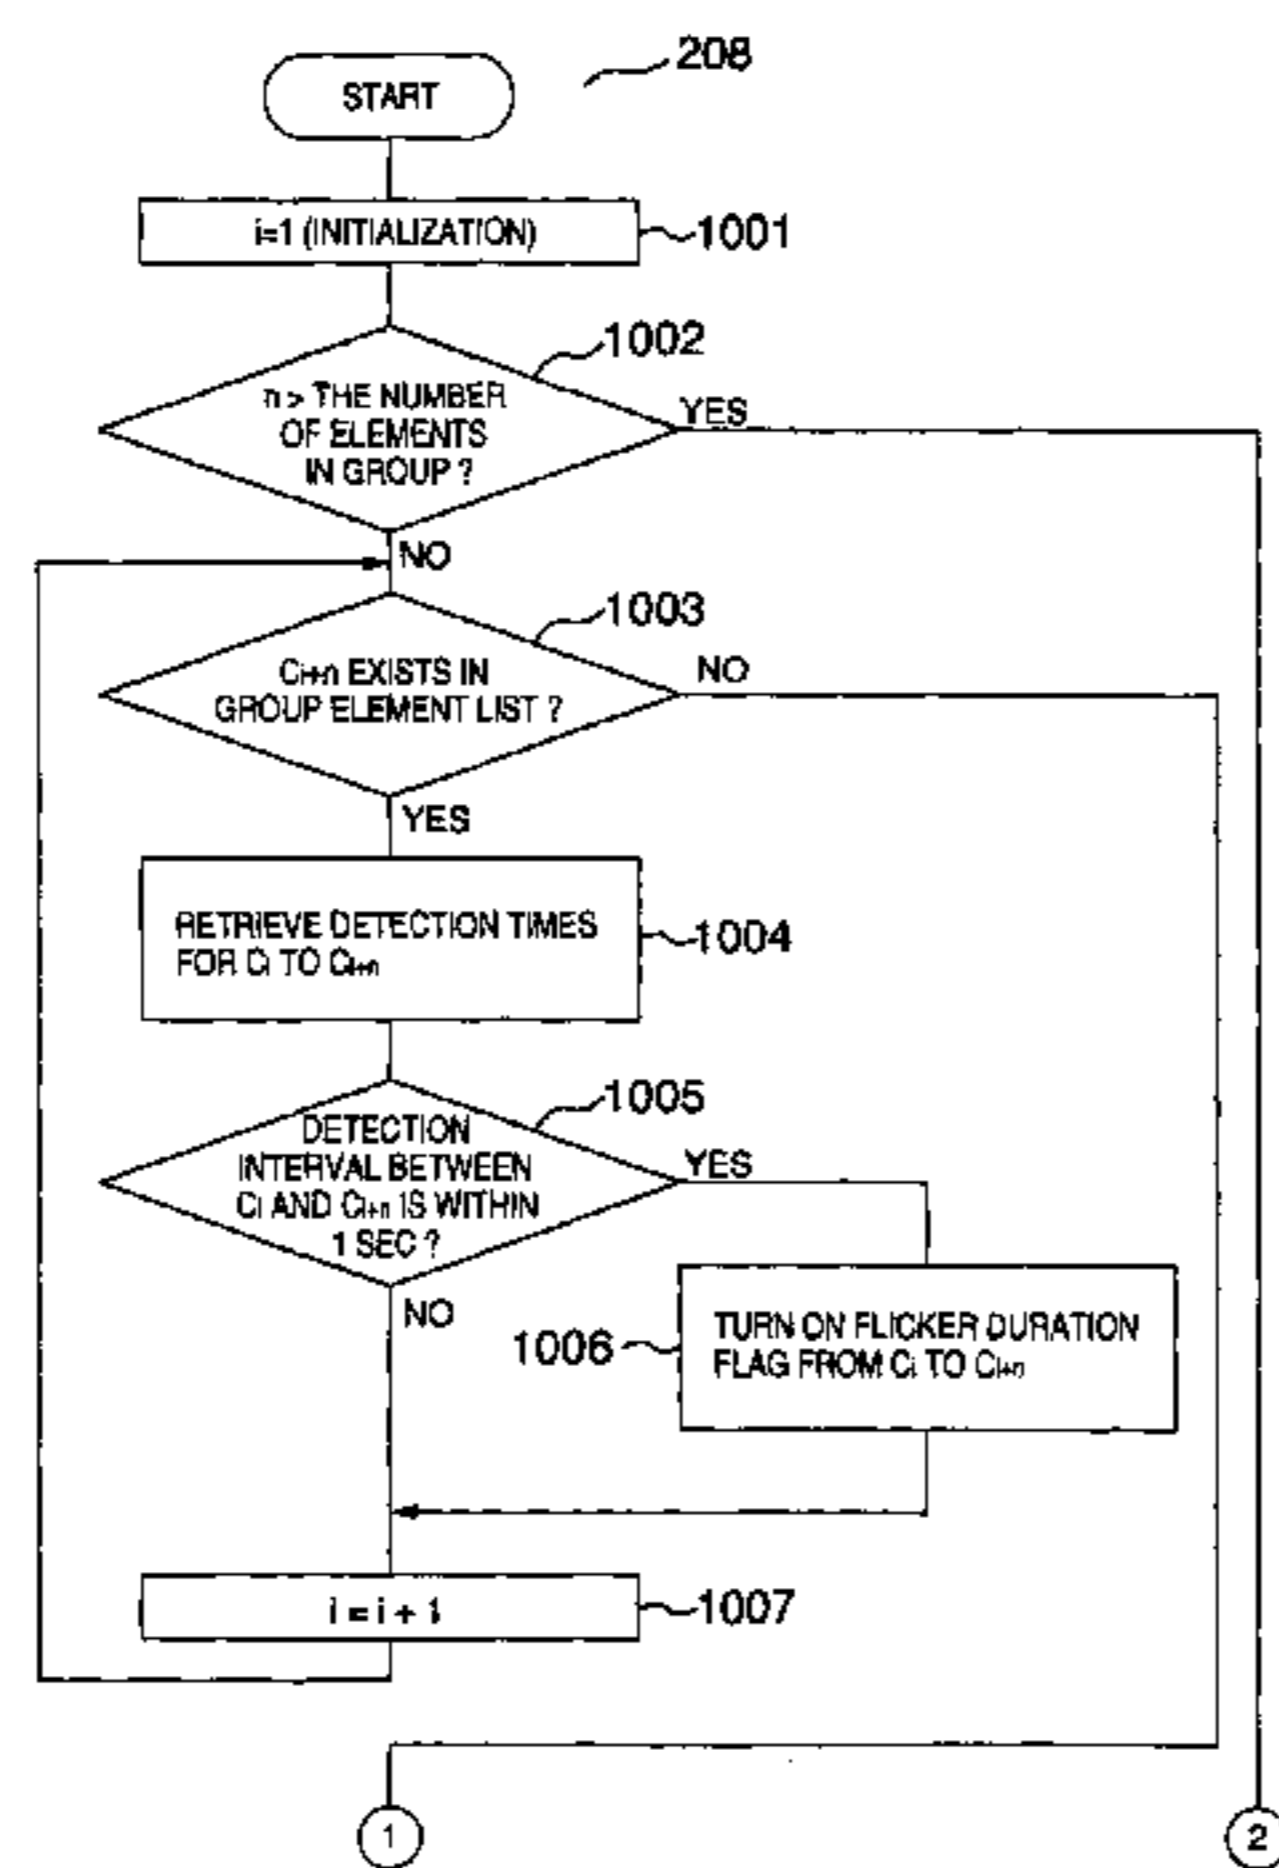 208
START
i=1 (INITIALIZATION)
1001
1002
n > THE NUMBER
OF ELEMENTS
IN GROUP ?
YES
NO
1003
Ci+n EXISTS IN
GROUP ELEMENT LIST ?
NO
YES
RETRIEVE DETECTION TIMES
FOR Ci TO Ci+n
1004
1005
DETECTION
INTERVAL BETWEEN
Ci AND Ci+n IS WITHIN
1 SEC ?
YES
NO
1006
TURN ON FLICKER DURATION
FLAG FROM Ci TO Ci+n
i = i + 1
1007
1
2